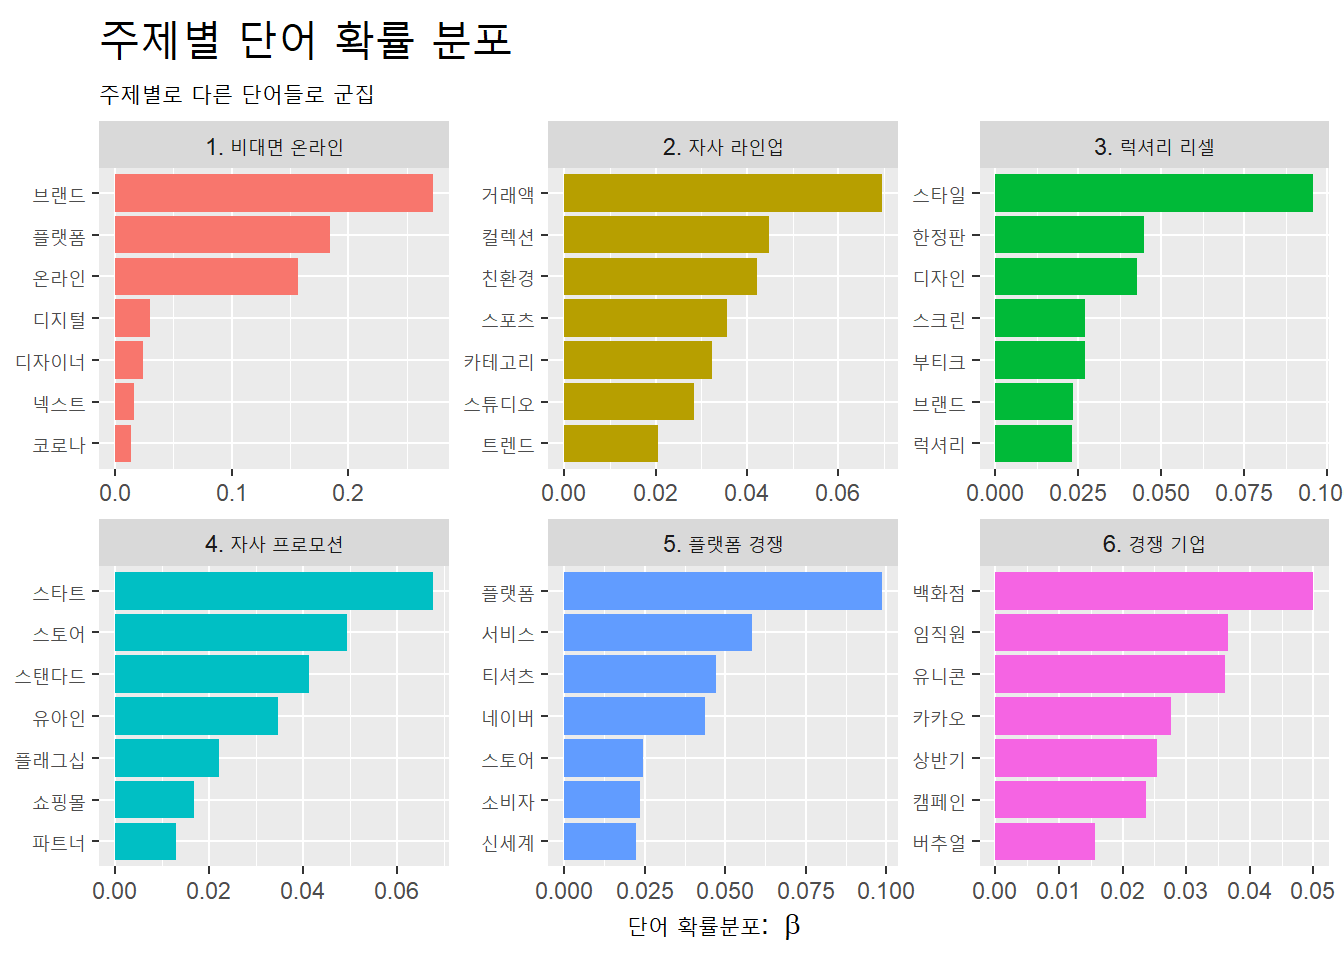 주제별 단어 확률 분포
주제별로 다른 단어들로 군집
1. 비대면 온라인
브랜드
플랫폼
온라인
디지털
디자이너
넥스트
코로나
0.0 0.1 0.2
2. 자사 라인업
거래액
컬렉션
친환경
스포츠
카테고리
스튜디오
트렌드
0.00 0.02 0.04 0.06
3. 럭셔리 리셀
스타일
한정판
디자인
스크린
부티크
브랜드
럭셔리
0.000 0.025 0.050 0.075 0.10
4. 자사 프로모션
스타트
스토어
스탠다드
유아인
플래그십
쇼핑몰
파트너
0.00 0.02 0.04 0.06
5. 플랫폼 경쟁
플랫폼
서비스
티셔츠
네이버
스토어
소비자
신세계
0.000 0.025 0.050 0.075 0.100
6. 경쟁 기업
백화점
임직원
유니콘
카카오
상반기
캠페인
버추얼
0.00 0.01 0.02 0.03 0.04 0.05
단어 확률분포: β